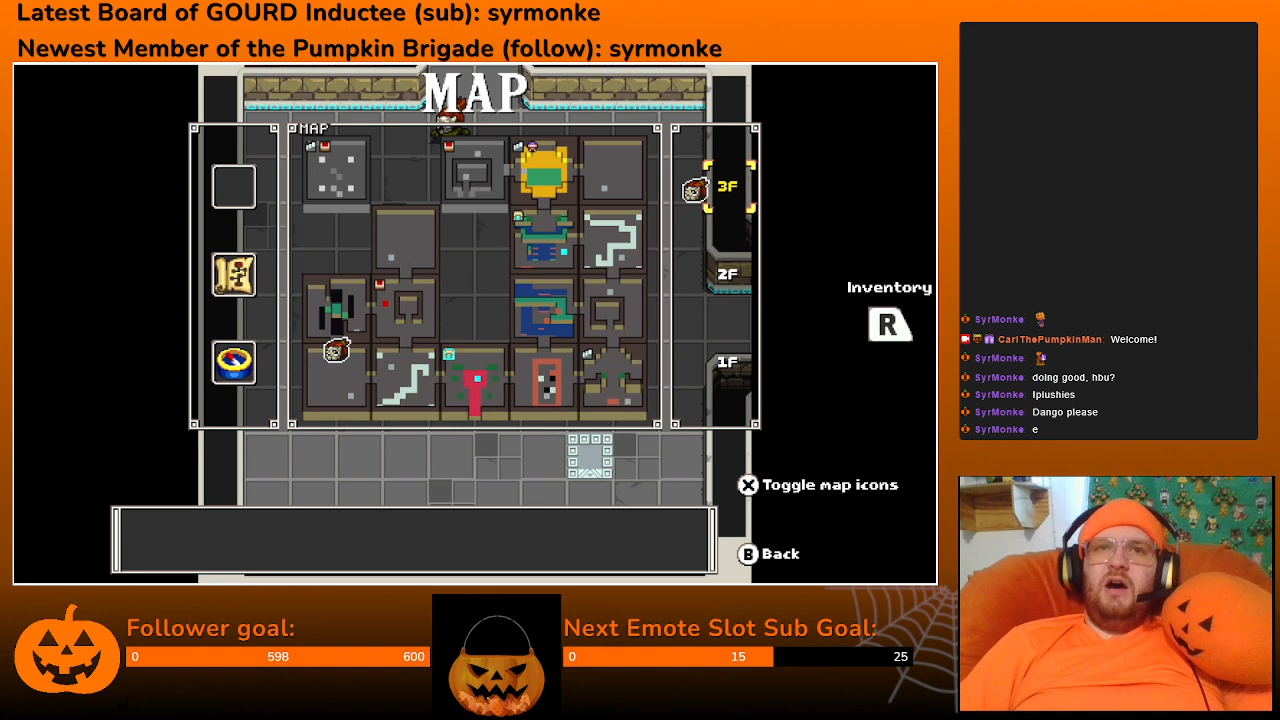 Latest Board of GOURD Inductee (sub): syrmonke
Newest Member of the Pumpkin Brigade (follow): syrmonke
MAP
MAP
3F
2F
1F
Inventory
R
X Toggle map icons
B Back
SyrMonke:
CarlThePumpkinMan: Welcome!
SyrMonke:
SyrMonke: doing good, hbu?
SyrMonke: !plushies
SyrMonke: Dango please
SyrMonke: e
Follower goal:
0 598 600
Next Emote Slot Sub Goal:
0 15 25